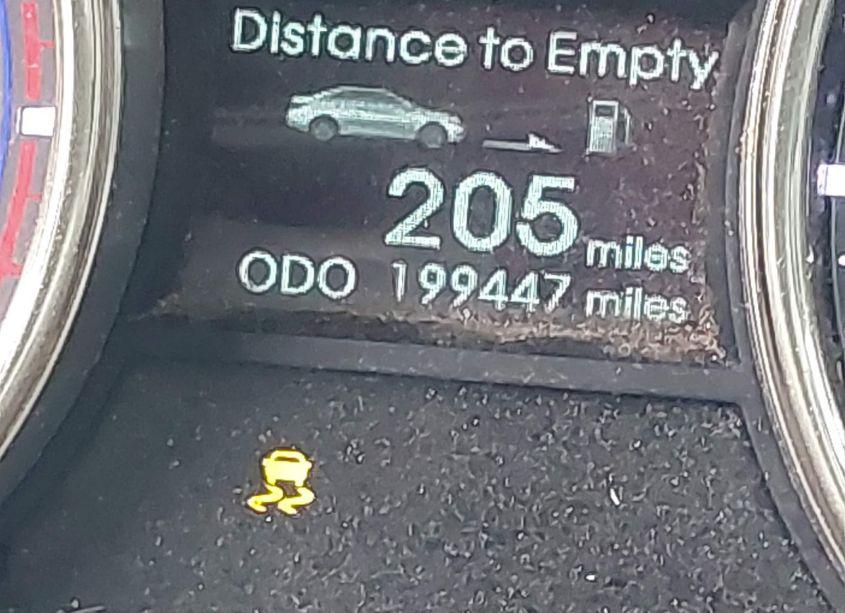 Distance to Empty
205 miles
ODO 199447 miles